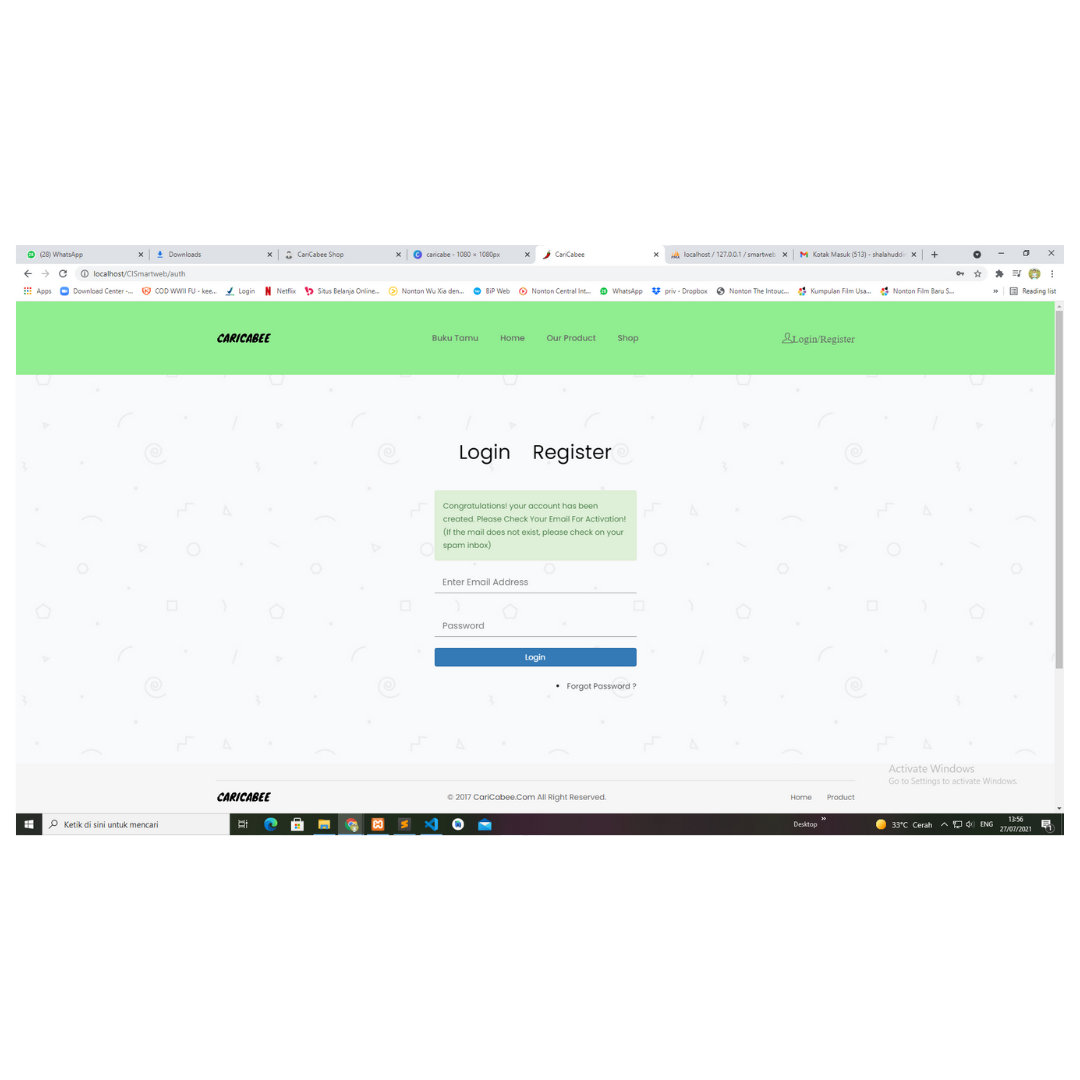 (28) WhatsApp
Downloads
CariCabee Shop
caricabe - 1080 × 1080px
CariCabee
localhost / 127.0.0.1 / smartweb
Kotak Masuk (513) - shalahuddi
localhost/CISmartweb/auth
Apps
Download Center -...
COD WWII FU - kee...
Login
Netflix
Situs Belanja Online...
Nonton Wu Xia den...
BiP Web
Nonton Central Int...
WhatsApp
priv - Dropbox
Nonton The Intouc...
Kumpulan Film Usa...
Nonton Film Baru S...
»
Reading list
CARICABEE
Buku Tamu
Home
Our Product
Shop
Login/Register
Login Register
Congratulations! your account has been
created. Please Check Your Email For Activation!
(If the mail does not exist, please check on your
spam inbox)
Enter Email Address
Password
Login
Forgot Password ?
Activate Windows
Go to Settings to activate Windows.
CARICABEE
© 2017 CariCabee.Com All Right Reserved.
Home
Product
Ketik di sini untuk mencari
Desktop
»
33°C Cerah
ENG
13:56
27/07/2021